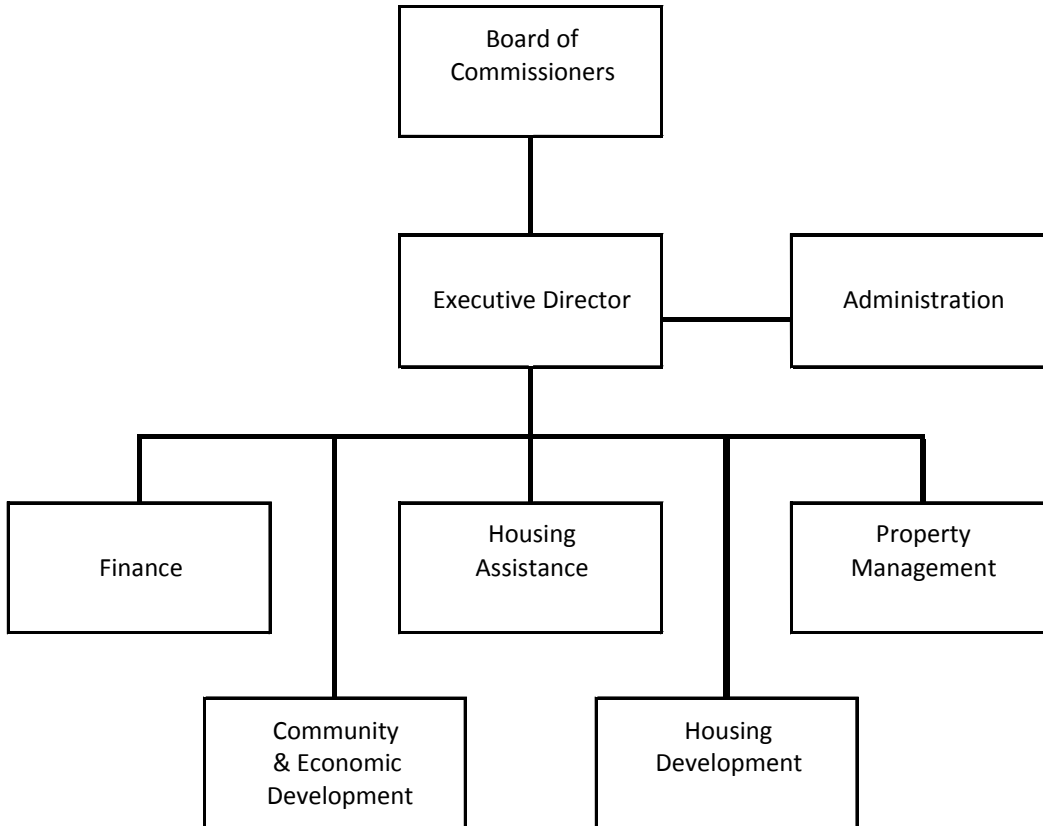 Board of
Commissioners
Executive Director
Administration
Finance
Housing
Assistance
Property
Management
Community
& Economic
Development
Housing
Development